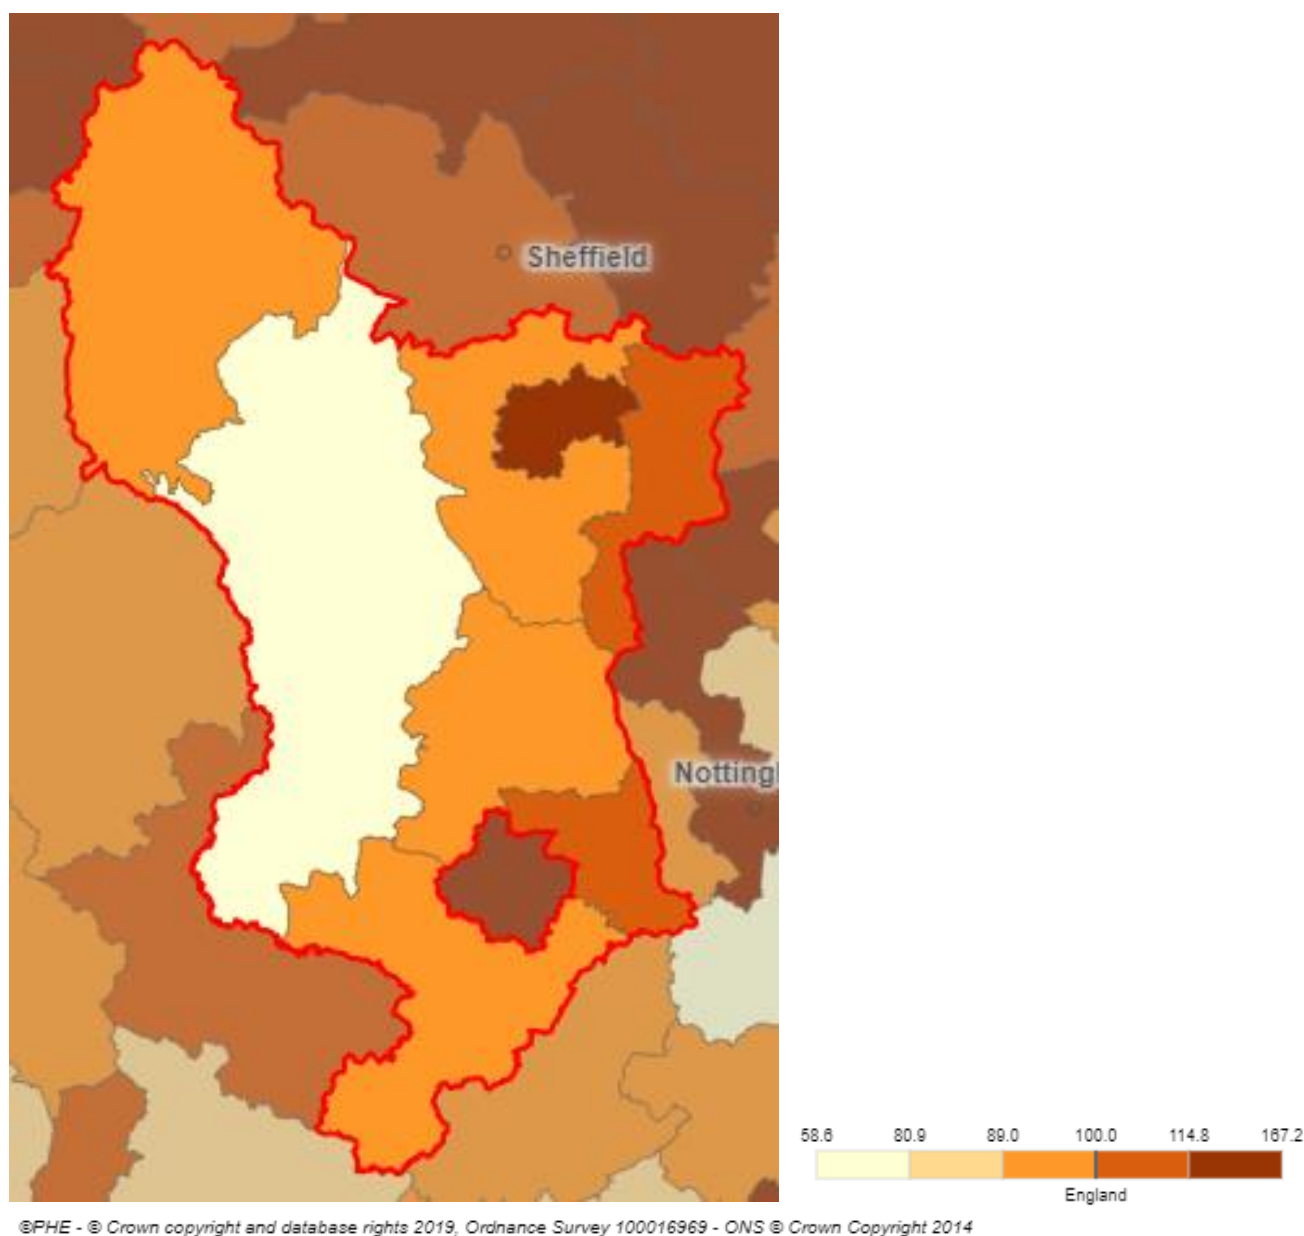 Sheffield
Notting
58.6 80.9 89.0 100.0 114.8 167.2
England
©PHE - © Crown copyright and database rights 2019, Ordnance Survey 100016969 - ONS © Crown Copyright 2014